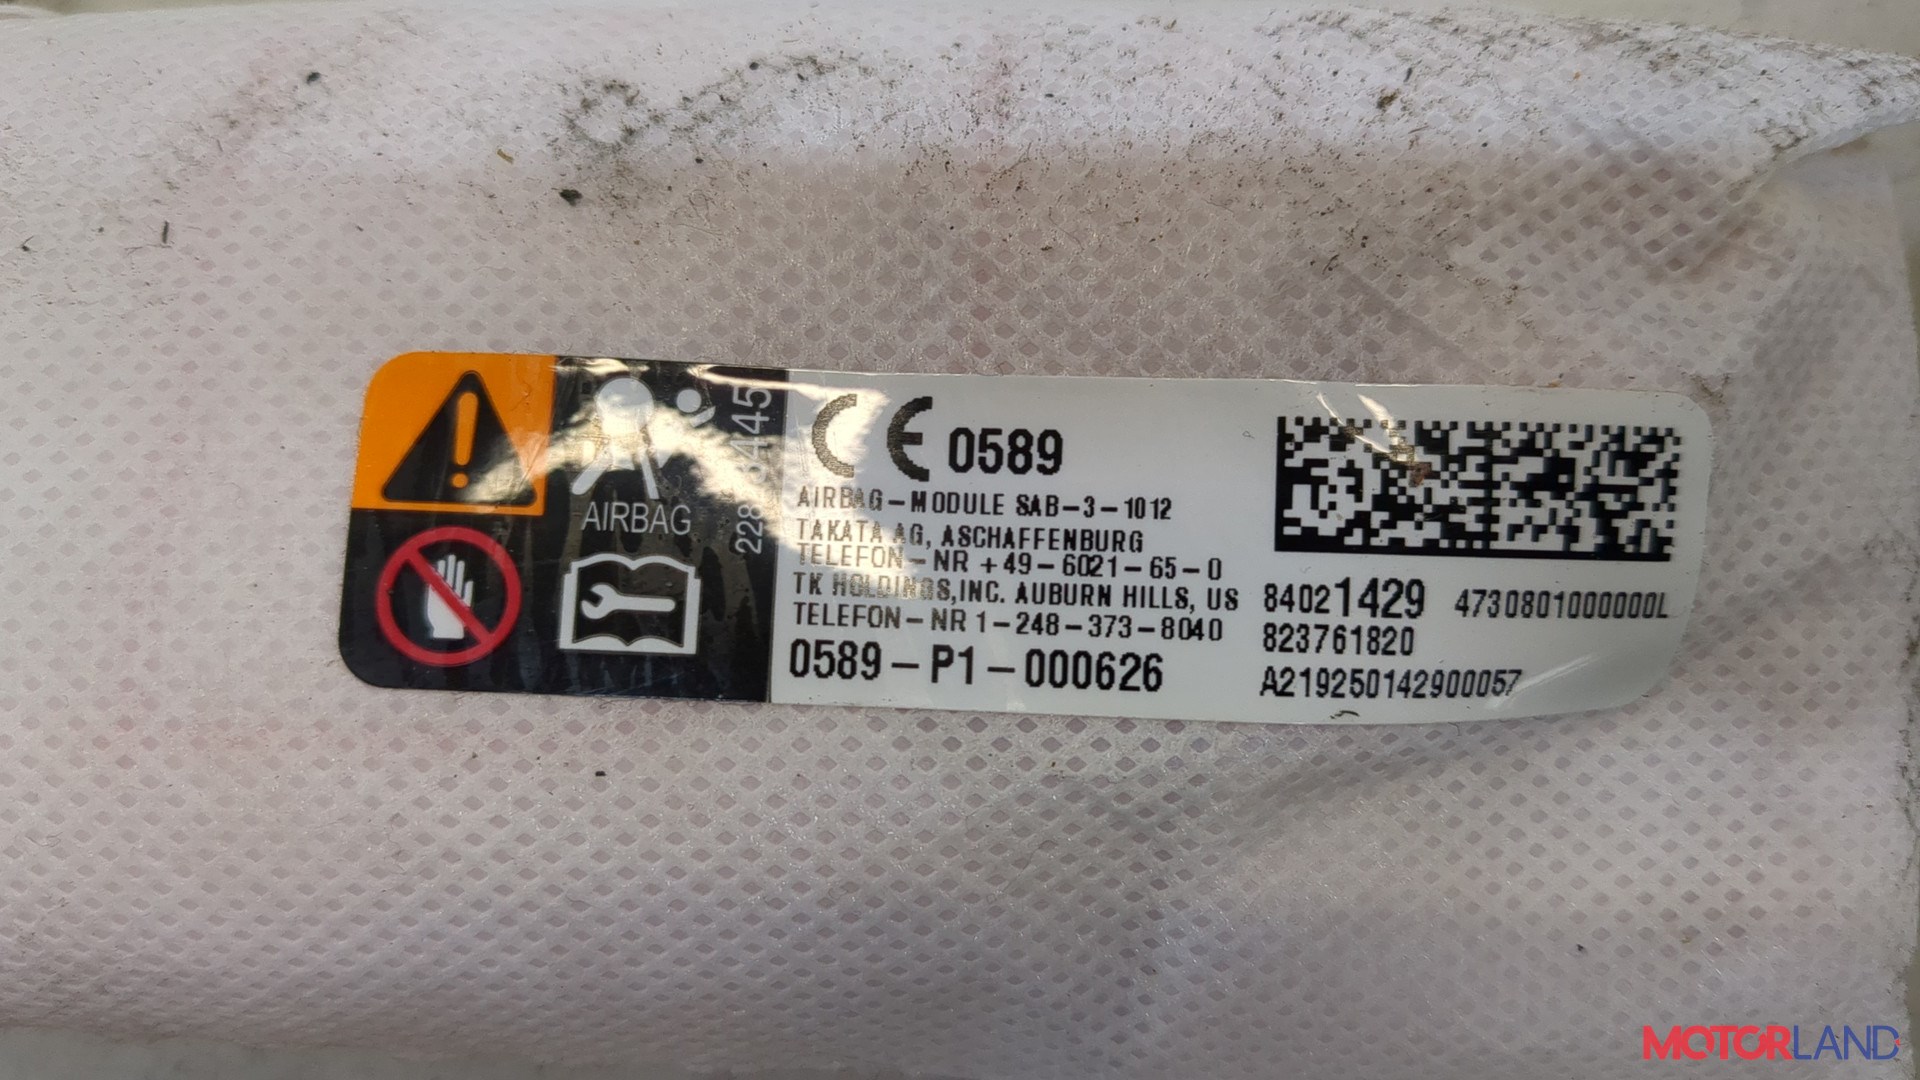 AIRBAG
CE 0589
AIRBAG-MODULE SAB-3-1012
TAKATA AG, ASCHAFFENBURG
TELEFON-NR +49-6021-65-0
TK HOLDINGS,INC. AUBURN HILLS, US
TELEFON-NR 1-248-373-8040
0589-P1-000626
84021429 4730801000000L
823761820
A219250142900057
MOTORLAND